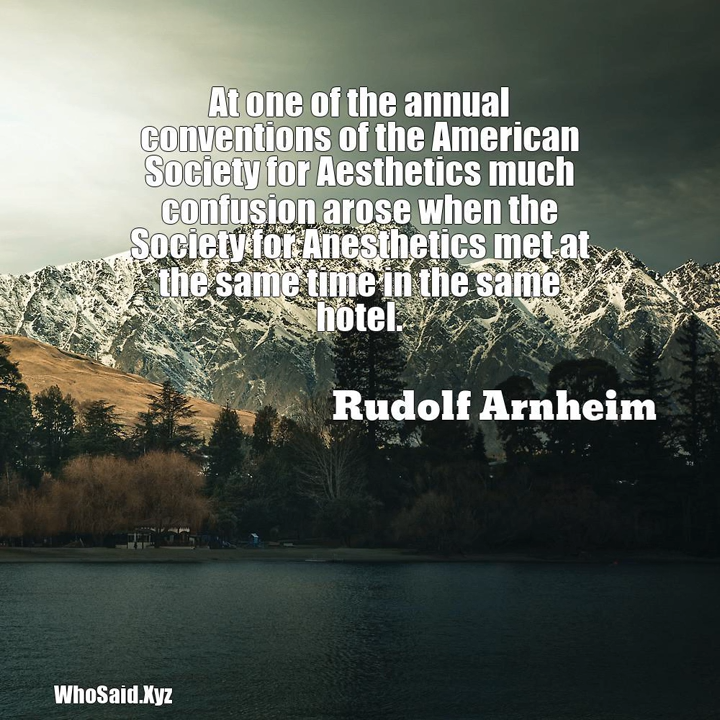 At one of the annual
conventions of the American
Society for Aesthetics much
confusion arose when the
Society for Anesthetics met at
the same time in the same
hotel.
Rudolf Arnheim
WhoSaid.Xyz